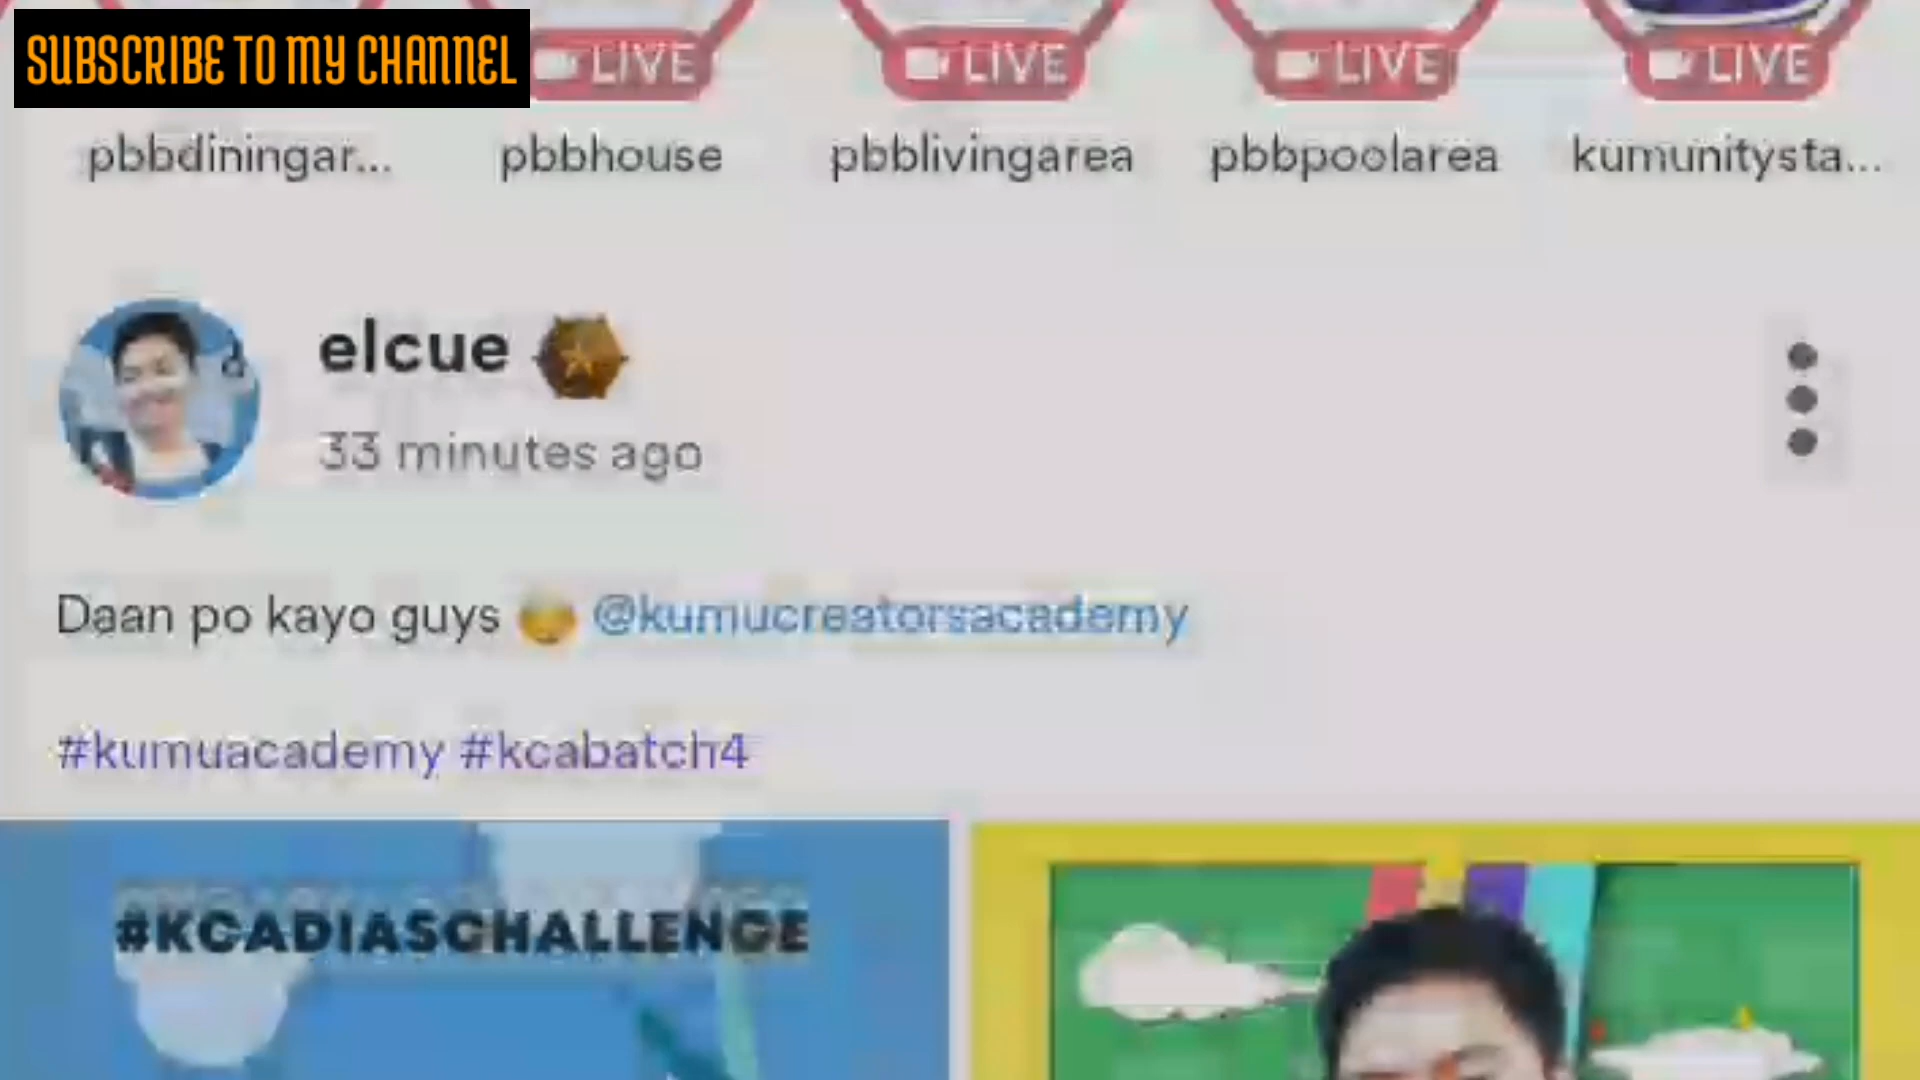 SUBSCRIBE TO MY CHANNEL
LIVE LIVE LIVE LIVE
pbbdiningar... pbbhouse pbblivingarea pbbpoolarea kumunitysta...
elcue
33 minutes ago
Daan po kayo guys @kumucreatorsacademy
#kumuacademy #kcabatch4
#KCADIASCHALLENGE